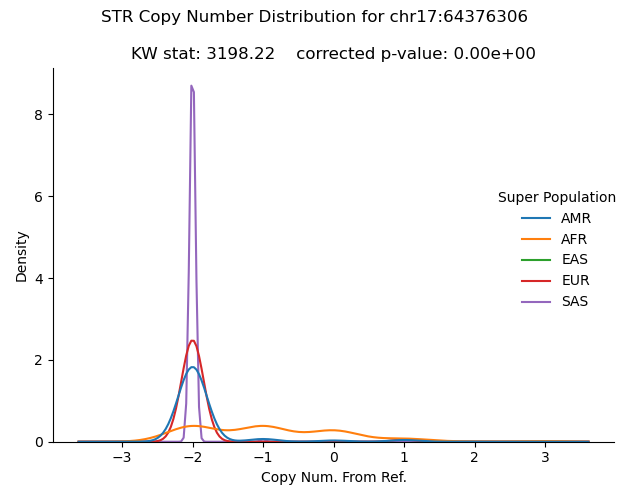 STR Copy Number Distribution for chr17:64376306
KW stat: 3198.22    corrected p-value: 0.00e+00
Density
8
6
4
2
0
−3 −2 −1 0 1 2 3
Copy Num. From Ref.
Super Population
AMR
AFR
EAS
EUR
SAS